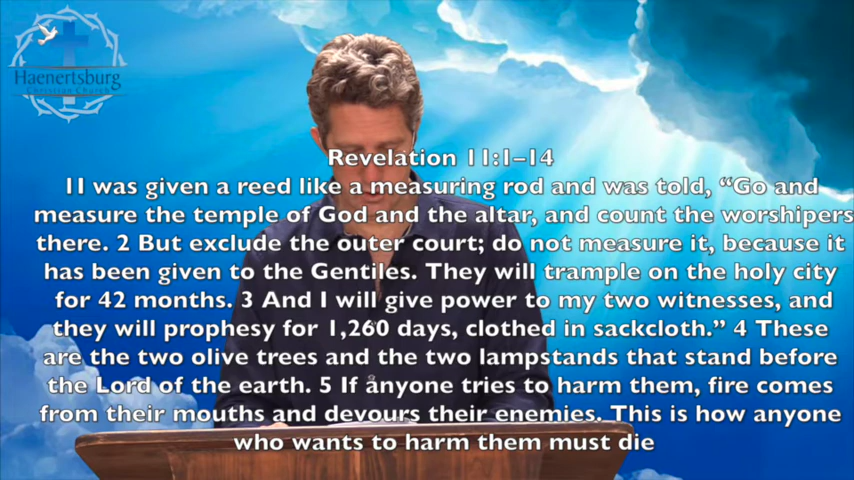 Haenertsburg
Christian Church
Revelation 11:1–14
1I was given a reed like a measuring rod and was told, “Go and
measure the temple of God and the altar, and count the worshipers
there. 2 But exclude the outer court; do not measure it, because it
has been given to the Gentiles. They will trample on the holy city
for 42 months. 3 And I will give power to my two witnesses, and
they will prophesy for 1,260 days, clothed in sackcloth.” 4 These
are the two olive trees and the two lampstands that stand before
the Lord of the earth. 5 If anyone tries to harm them, fire comes
from their mouths and devours their enemies. This is how anyone
who wants to harm them must die